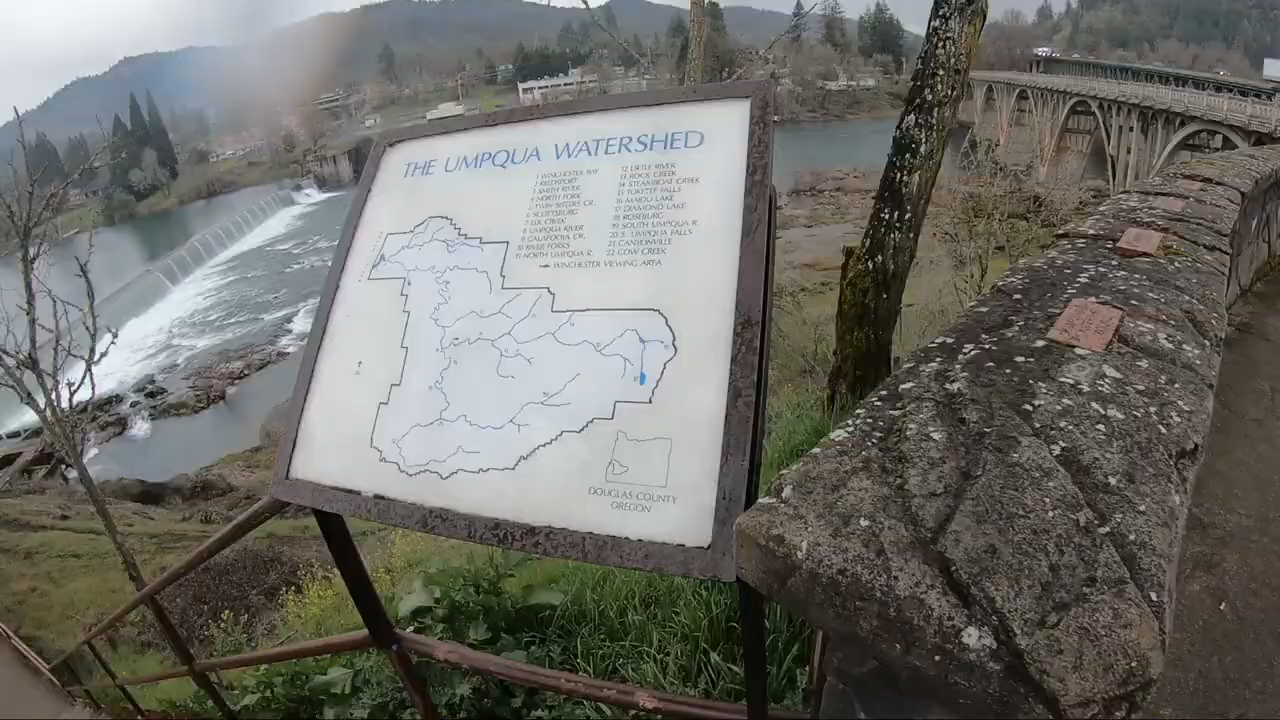 THE UMPQUA WATERSHED
1 WINCHESTER BAY
2 REEDSPORT
3 SMITH RIVER
4 NORTH FORK
5 TWIN SISTERS CR.
6 SCOTTSBURG
7 ELK CREEK
8 UMPQUA RIVER
9 CALAPOOYA CR.
10 RIVER FORKS
11 NORTH UMPQUA R.
12 LITTLE RIVER
13 ROCK CREEK
14 STEAMBOAT CREEK
15 TOKETEE FALLS
16 MAIDU LAKE
17 DIAMOND LAKE
18 ROSEBURG
19 SOUTH UMPQUA R.
20 S. UMPQUA FALLS
21 CANYONVILLE
22 COW CREEK
WINCHESTER VIEWING AREA
N
DOUGLAS COUNTY
OREGON